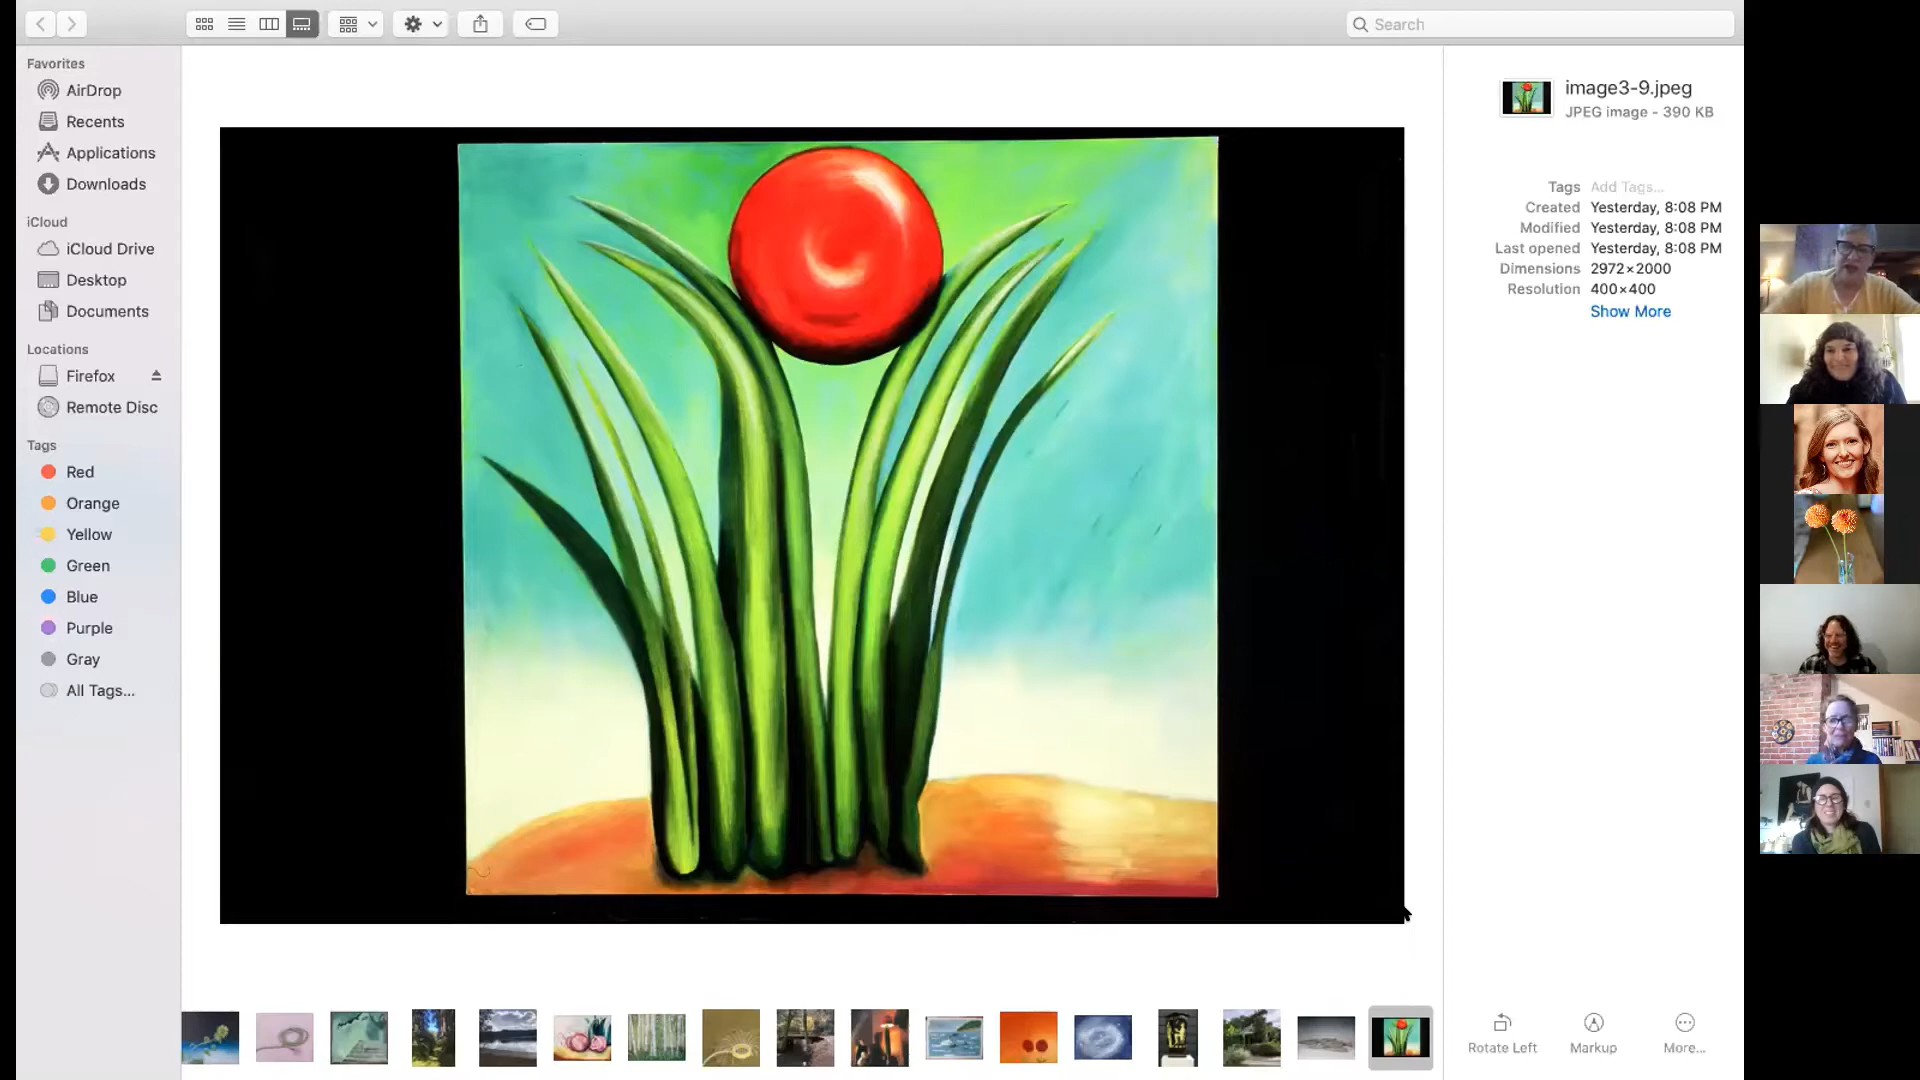 Search
Favorites
AirDrop
Recents
Applications
Downloads
iCloud
iCloud Drive
Desktop
Documents
Locations
Firefox
Remote Disc
Tags
Red
Orange
Yellow
Green
Blue
Purple
Gray
All Tags...
image3-9.jpeg
JPEG image - 390 KB
Tags Add Tags...
Created Yesterday, 8:08 PM
Modified Yesterday, 8:08 PM
Last opened Yesterday, 8:08 PM
Dimensions 2972×2000
Resolution 400×400
Show More
Rotate Left
Markup
More...